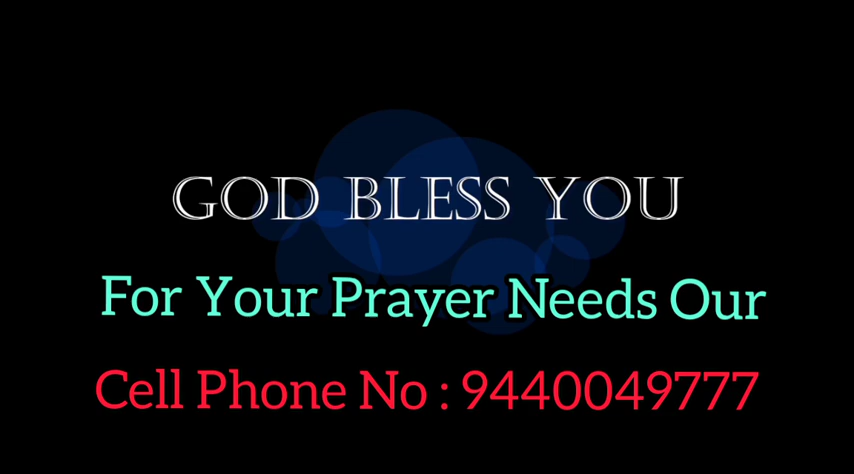 GOD BLESS YOU
For Your Prayer Needs Our
Cell Phone No : 9440049777